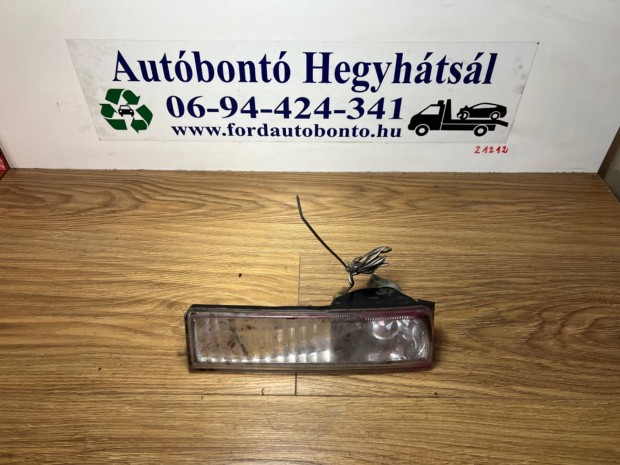 Autóbontó Hegyhátsál
06-94-424-341
www.fordautobonto.hu
21212